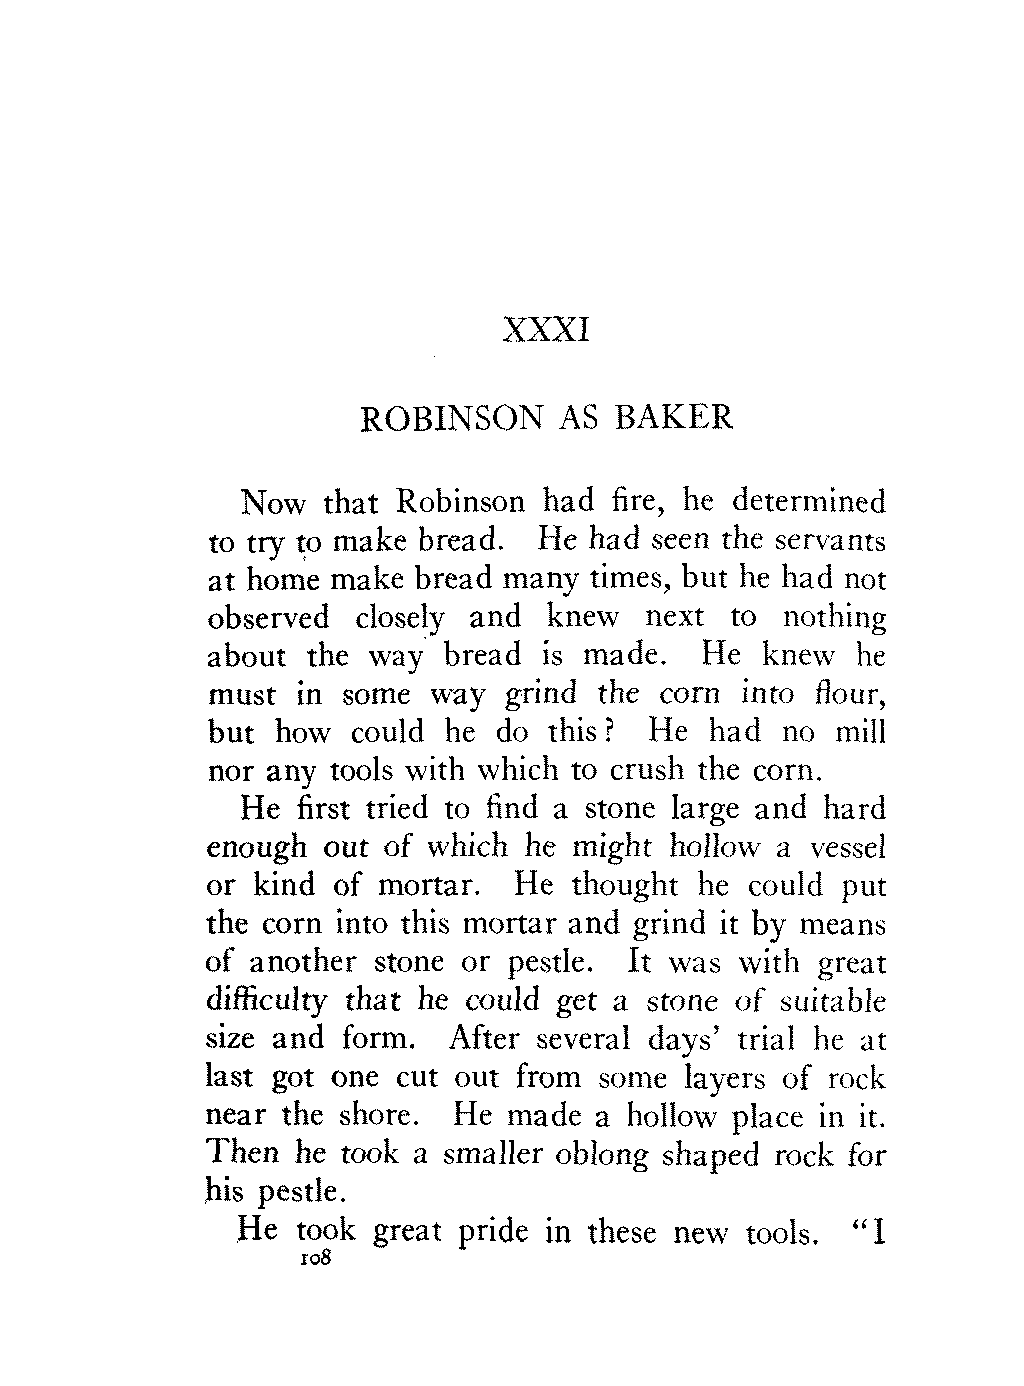 XXXI
ROBINSON AS BAKER
Now that Robinson had fire, he determined
to try to make bread. He had seen the servants
at home make bread many times, but he had not
observed closely and knew next to nothing
about the way bread is made. He knew he
must in some way grind the corn into flour,
but how could he do this? He had no mill
nor any tools with which to crush the corn.
He first tried to find a stone large and hard
enough out of which he might hollow a vessel
or kind of mortar. He thought he could put
the corn into this mortar and grind it by means
of another stone or pestle. It was with great
difficulty that he could get a stone of suitable
size and form. After several days' trial he at
last got one cut out from some layers of rock
near the shore. He made a hollow place in it.
Then he took a smaller oblong shaped rock for
his pestle.
He took great pride in these new tools. "I
108